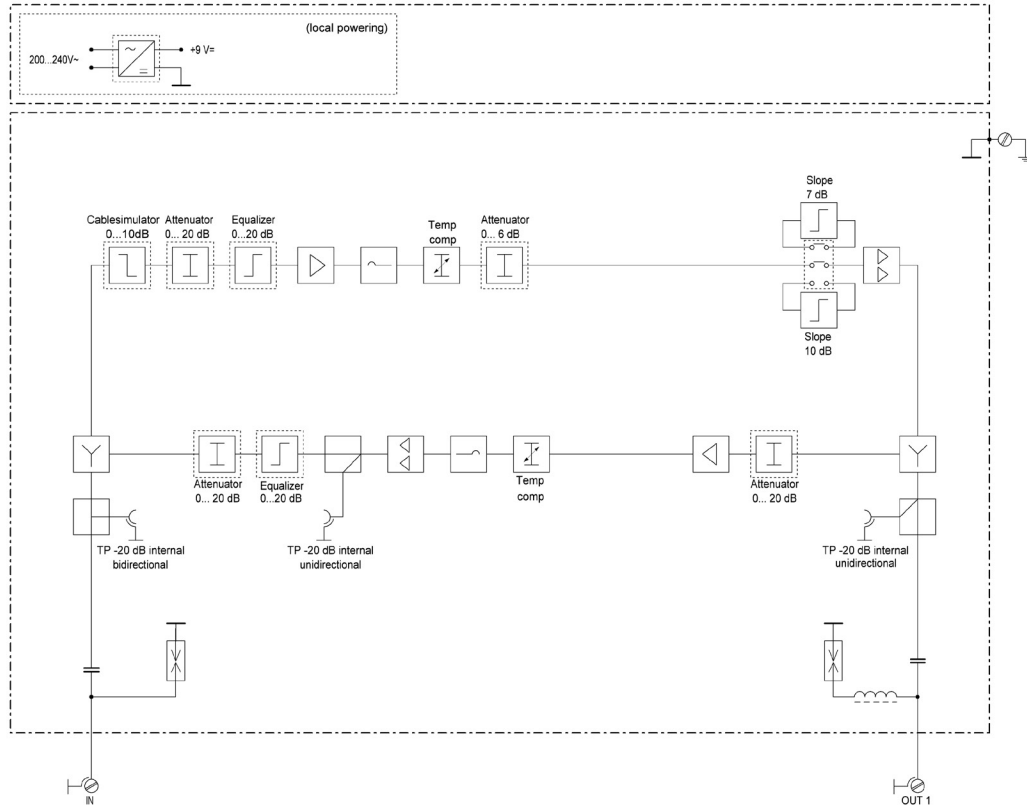 (local powering)
200...240V~
+9 V=
Slope
7 dB
Cablesimulator
0...10dB
Attenuator
0... 20 dB
Equalizer
0...20 dB
Temp
comp
Attenuator
0... 6 dB
Slope
10 dB
Attenuator
0... 20 dB
Equalizer
0...20 dB
Temp
comp
Attenuator
0... 20 dB
TP -20 dB internal
bidirectional
TP -20 dB internal
unidirectional
TP -20 dB internal
unidirectional
IN
OUT 1